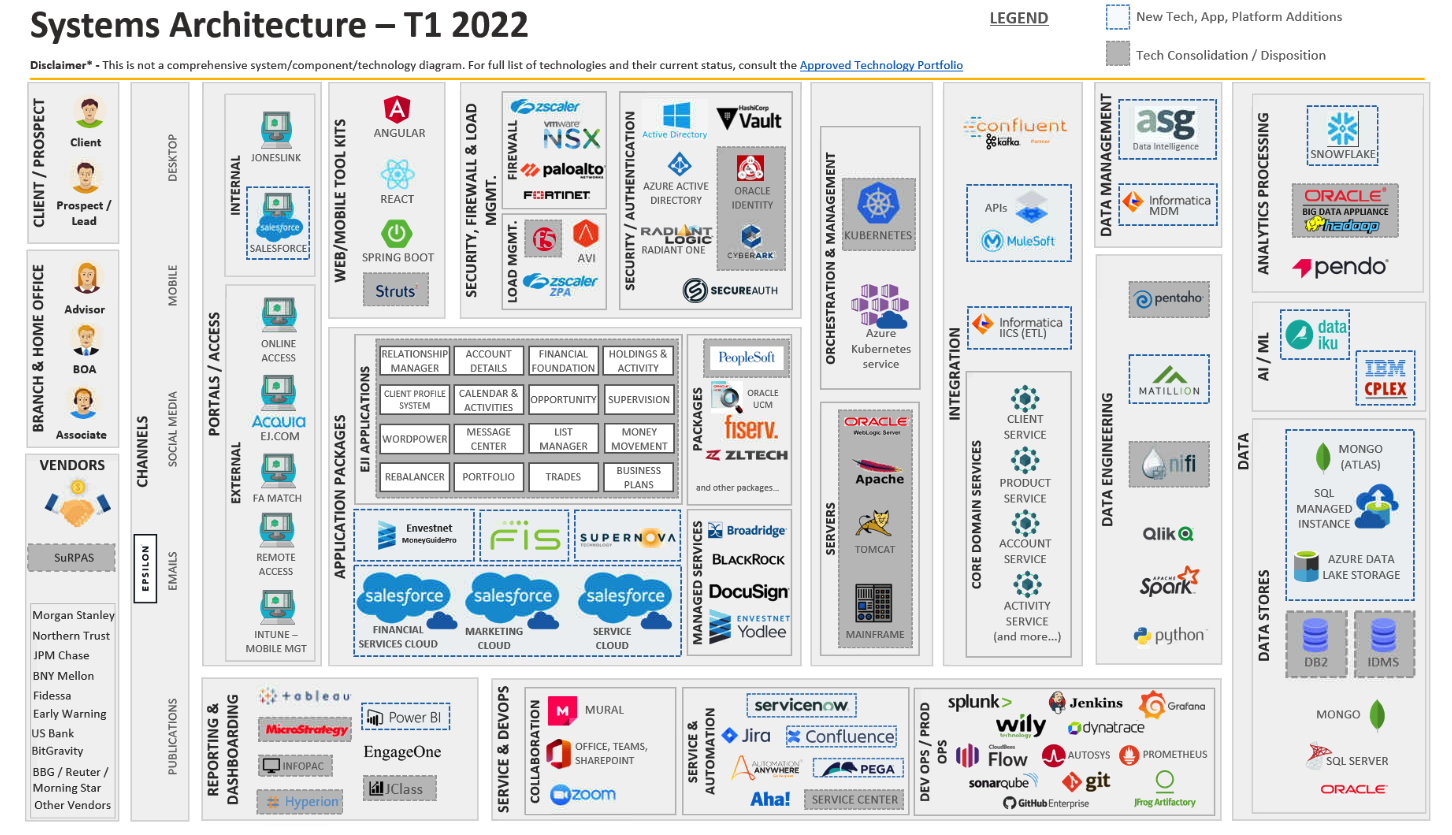 Systems Architecture – T1 2022
LEGEND
New Tech, App, Platform Additions
Tech Consolidation / Disposition
Disclaimer* - This is not a comprehensive system/component/technology diagram. For full list of technologies and their current status, consult the Approved Technology Portfolio
CLIENT / PROSPECT
Client
Prospect /
Lead
BRANCH & HOME OFFICE
Advisor
BOA
Associate
VENDORS
SuRPAS
Morgan Stanley
Northern Trust
JPM Chase
BNY Mellon
Fidessa
Early Warning
US Bank
BitGravity
BBG / Reuter /
Morning Star
Other Vendors
CHANNELS
EPSILON
DESKTOP
MOBILE
SOCIAL MEDIA
EMAILS
PUBLICATIONS
PORTALS / ACCESS
INTERNAL
JONESLINK
salesforce
SALESFORCE
EXTERNAL
ONLINE
ACCESS
ACQUIA
EJ.COM
FA MATCH
REMOTE
ACCESS
INTUNE –
MOBILE MGT
WEB/MOBILE TOOL KITS
ANGULAR
REACT
SPRING BOOT
Struts
SECURITY, FIREWALL & LOAD
MGMT.
FIREWALL
zscaler
vmware
NSX
paloalto
NETWORKS
FORTINET
LOAD MGMT.
f5
AVI
zscaler
ZPA
SECURITY / AUTHENTICATION
Active Directory
HashiCorp
Vault
AZURE ACTIVE
DIRECTORY
ORACLE
IDENTITY
RADIANT
LOGIC
RADIANT ONE
CYBERARK
SECUREAUTH
APPLICATION PACKAGES
EJI APPLICATIONS
RELATIONSHIP
MANAGER
ACCOUNT
DETAILS
FINANCIAL
FOUNDATION
HOLDINGS &
ACTIVITY
CLIENT PROFILE
SYSTEM
CALENDAR &
ACTIVITIES
OPPORTUNITY
SUPERVISION
WORDPOWER
MESSAGE
CENTER
LIST
MANAGER
MONEY
MOVEMENT
REBALANCER
PORTFOLIO
TRADES
BUSINESS
PLANS
Envestnet
MoneyGuidePro
FIS
SUPERNOVA
TECHNOLOGY
salesforce
FINANCIAL
SERVICES CLOUD
salesforce
MARKETING
CLOUD
salesforce
SERVICE
CLOUD
PACKAGES
PeopleSoft
ORACLE
UCM
fiserv.
ZLTECH
and other packages...
MANAGED SERVICES
Broadridge
BLACKROCK
DocuSign
ENVESTNET
Yodlee
ORCHESTRATION & MANAGEMENT
KUBERNETES
Azure
Kubernetes
service
SERVERS
ORACLE
WebLogic Server
Apache
TOMCAT
MAINFRAME
INTEGRATION
confluent
kafka
Partner
APIs
MuleSoft
Informatica
IICS (ETL)
CORE DOMAIN SERVICES
CLIENT
SERVICE
PRODUCT
SERVICE
ACCOUNT
SERVICE
ACTIVITY
SERVICE
(and more...)
DATA MANAGEMENT
asg
Data Intelligence
Informatica
MDM
DATA ENGINEERING
pentaho
MATILLION
nifi
Qlik
APACHE
Spark
python
DATA
ANALYTICS PROCESSING
SNOWFLAKE
ORACLE
BIG DATA APPLIANCE
hadoop
pendo
AI / ML
data
iku
IBM
CPLEX
DATA STORES
MONGO
(ATLAS)
SQL
MANAGED
INSTANCE
AZURE DATA
LAKE STORAGE
DB2
IDMS
MONGO
SQL SERVER
ORACLE
REPORTING &
DASHBOARDING
tableau
Power BI
MicroStrategy
EngageOne
INFOPAC
JClass
Hyperion
SERVICE & DEVOPS
COLLABORATION
M
MURAL
OFFICE, TEAMS,
SHAREPOINT
zoom
SERVICE &
AUTOMATION
servicenow
Jira
Confluence
AUTOMATION
ANYWHERE
PEGA
Aha!
SERVICE CENTER
DEV OPS / PROD
OPS
splunk>
Jenkins
Grafana
wily
technology
dynatrace
CloudBees
Flow
AUTOSYS
PROMETHEUS
sonarqube
git
GitHub Enterprise
JFrog Artifactory